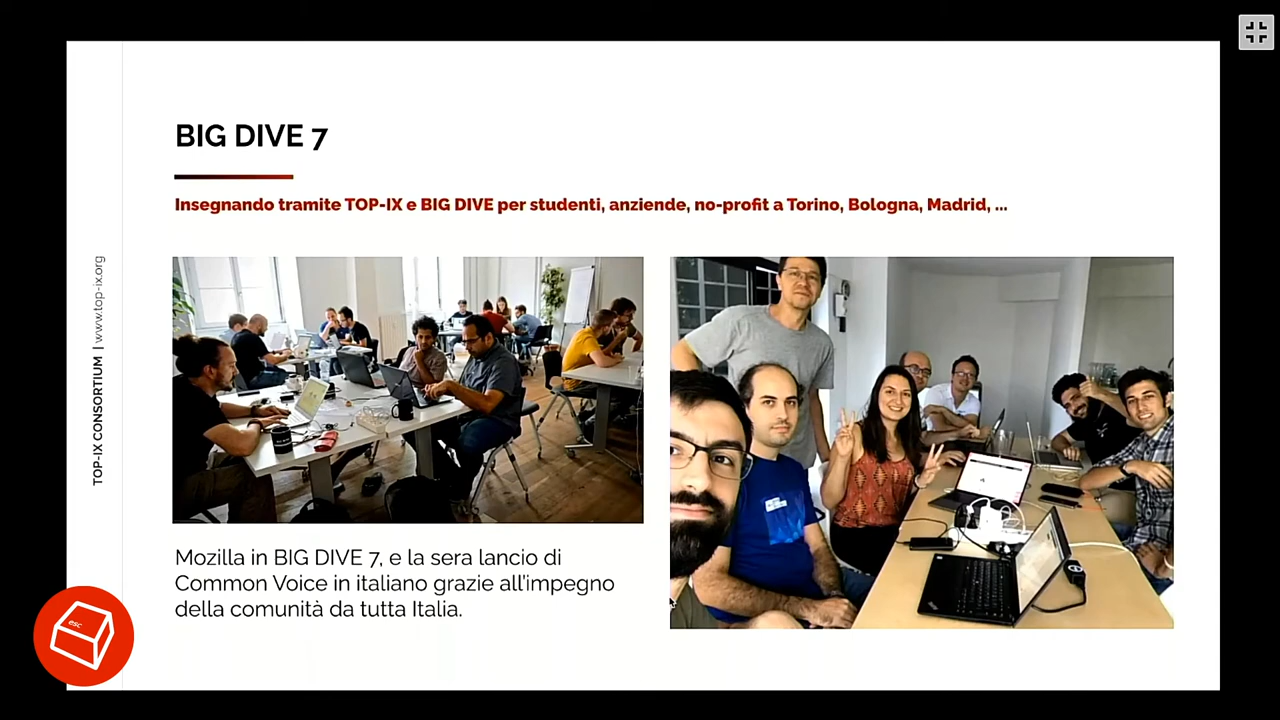 BIG DIVE 7
Insegnando tramite TOP-IX e BIG DIVE per studenti, anziende, no-profit a Torino, Bologna, Madrid, ...
TOP-IX CONSORTIUM | www.top-ix.org
Mozilla in BIG DIVE 7, e la sera lancio di
Common Voice in italiano grazie all'impegno
della comunità da tutta Italia.
esc